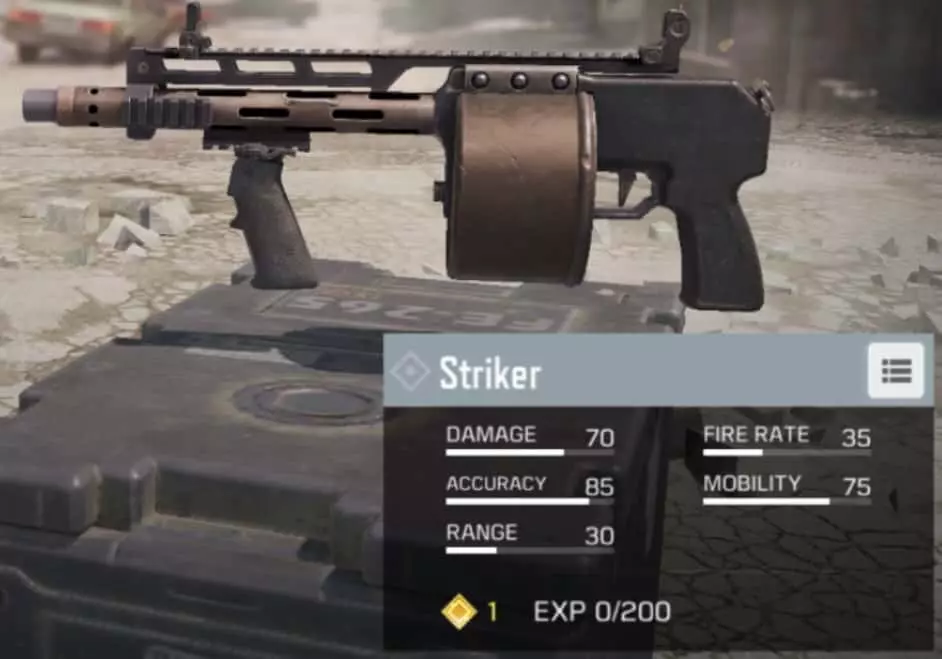 Striker
DAMAGE 70
FIRE RATE 35
ACCURACY 85
MOBILITY 75
RANGE 30
1 EXP 0/200